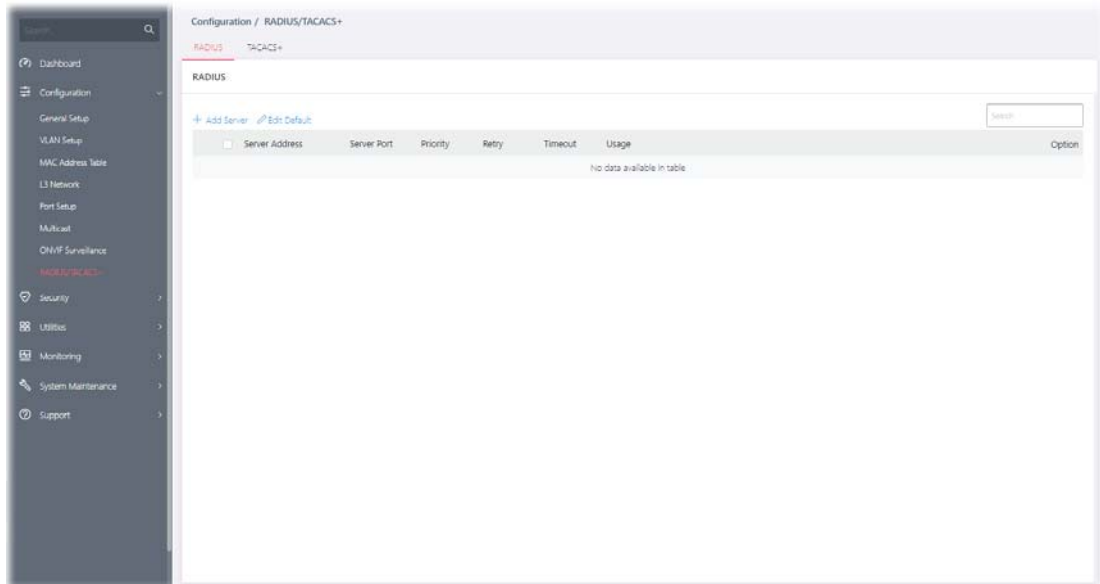 Search
Configuration / RADIUS/TACACS+
RADIUS TACACS+
RADIUS
+ Add Server Edit Default
Search
Server Address Server Port Priority Retry Timeout Usage Option
No data available in table
Dashboard
Configuration
General Setup
VLAN Setup
MAC Address Table
L3 Network
Port Setup
Multicast
ONVIF Surveillance
RADIUS/TACACS+
Security
Utilities
Monitoring
System Maintenance
Support